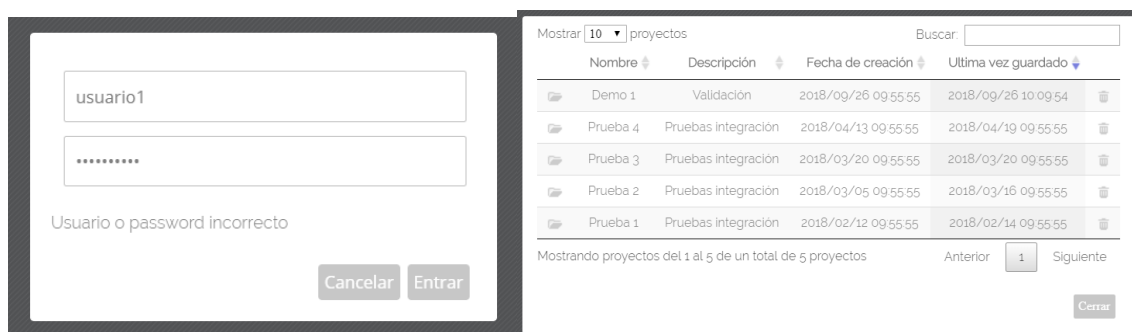 usuario1
••••••••••
Usuario o password incorrecto
Cancelar Entrar
Mostrar 10 proyectos Buscar:
Nombre Descripción Fecha de creación Ultima vez guardado
Demo 1 Validación 2018/09/26 09:55:55 2018/09/26 10:09:54
Prueba 4 Pruebas integración 2018/04/13 09:55:55 2018/04/19 09:55:55
Prueba 3 Pruebas integración 2018/03/20 09:55:55 2018/03/20 09:55:55
Prueba 2 Pruebas integración 2018/03/05 09:55:55 2018/03/16 09:55:55
Prueba 1 Pruebas integración 2018/02/12 09:55:55 2018/02/14 09:55:55
Mostrando proyectos del 1 al 5 de un total de 5 proyectos Anterior 1 Siguiente
Cerrar